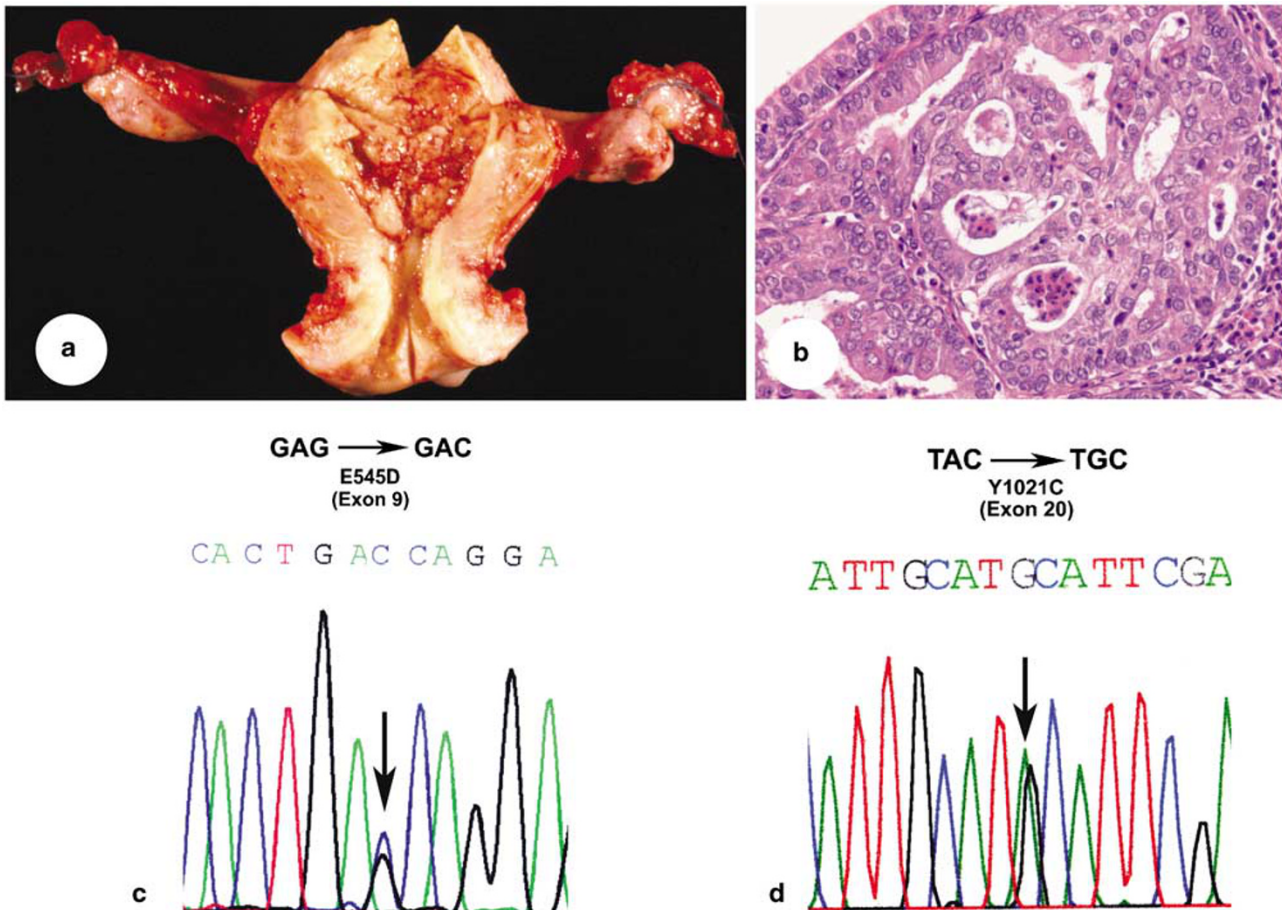 a
b
GAG → GAC
E545D
(Exon 9)
CACTGACCAGGA
c
TAC → TGC
Y1021C
(Exon 20)
ATTGCATGCATTCGA
d